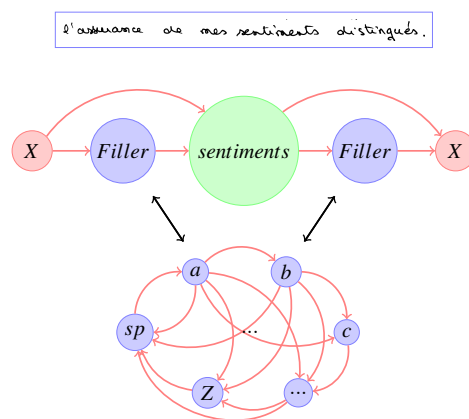 l'assurance de mes sentiments distingués.
X Filler sentiments Filler X
a b
sp ... c
Z ...